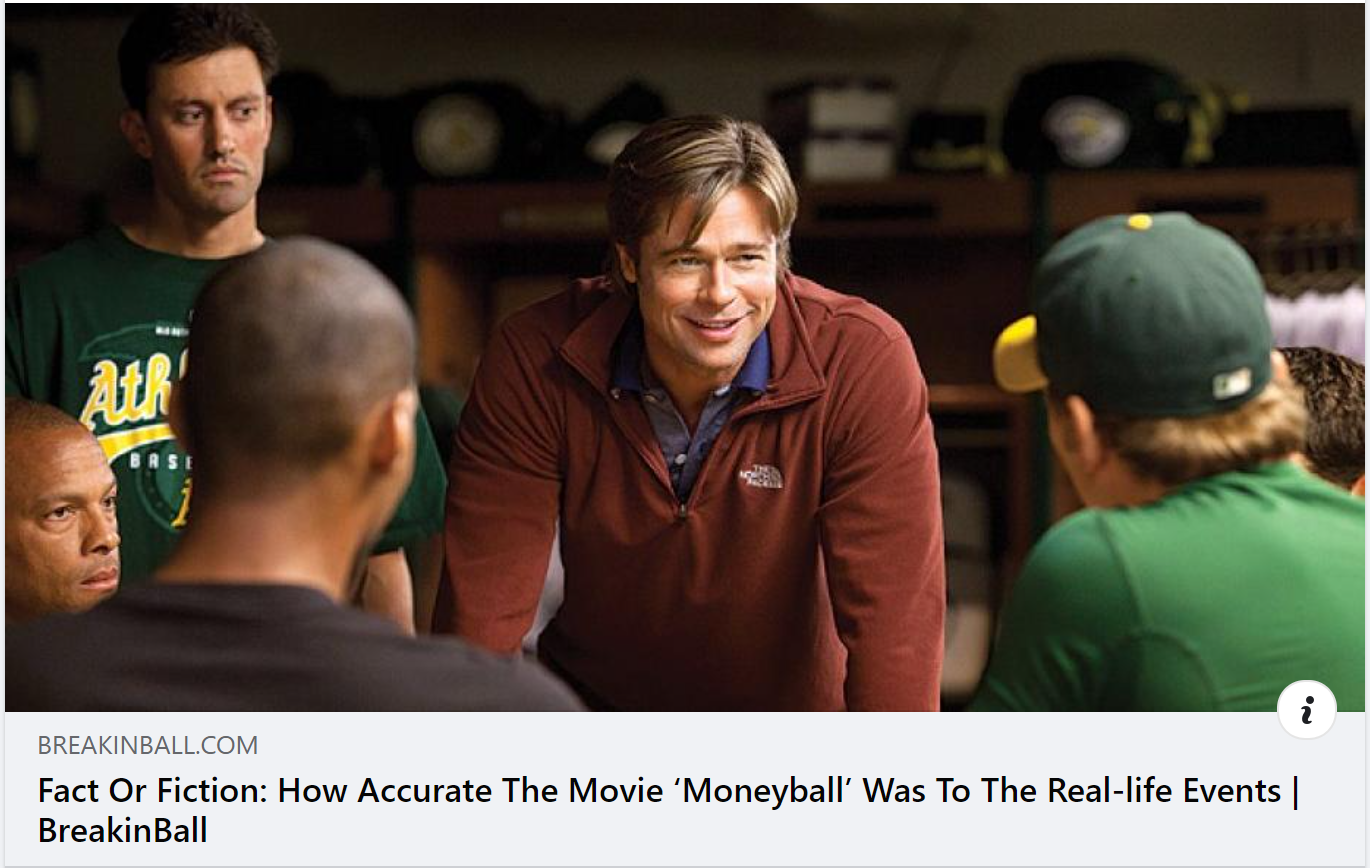 Ath
BASE
THE
NORTH
FACE
BREAKINBALL.COM
Fact Or Fiction: How Accurate The Movie ‘Moneyball’ Was To The Real-life Events |
BreakinBall